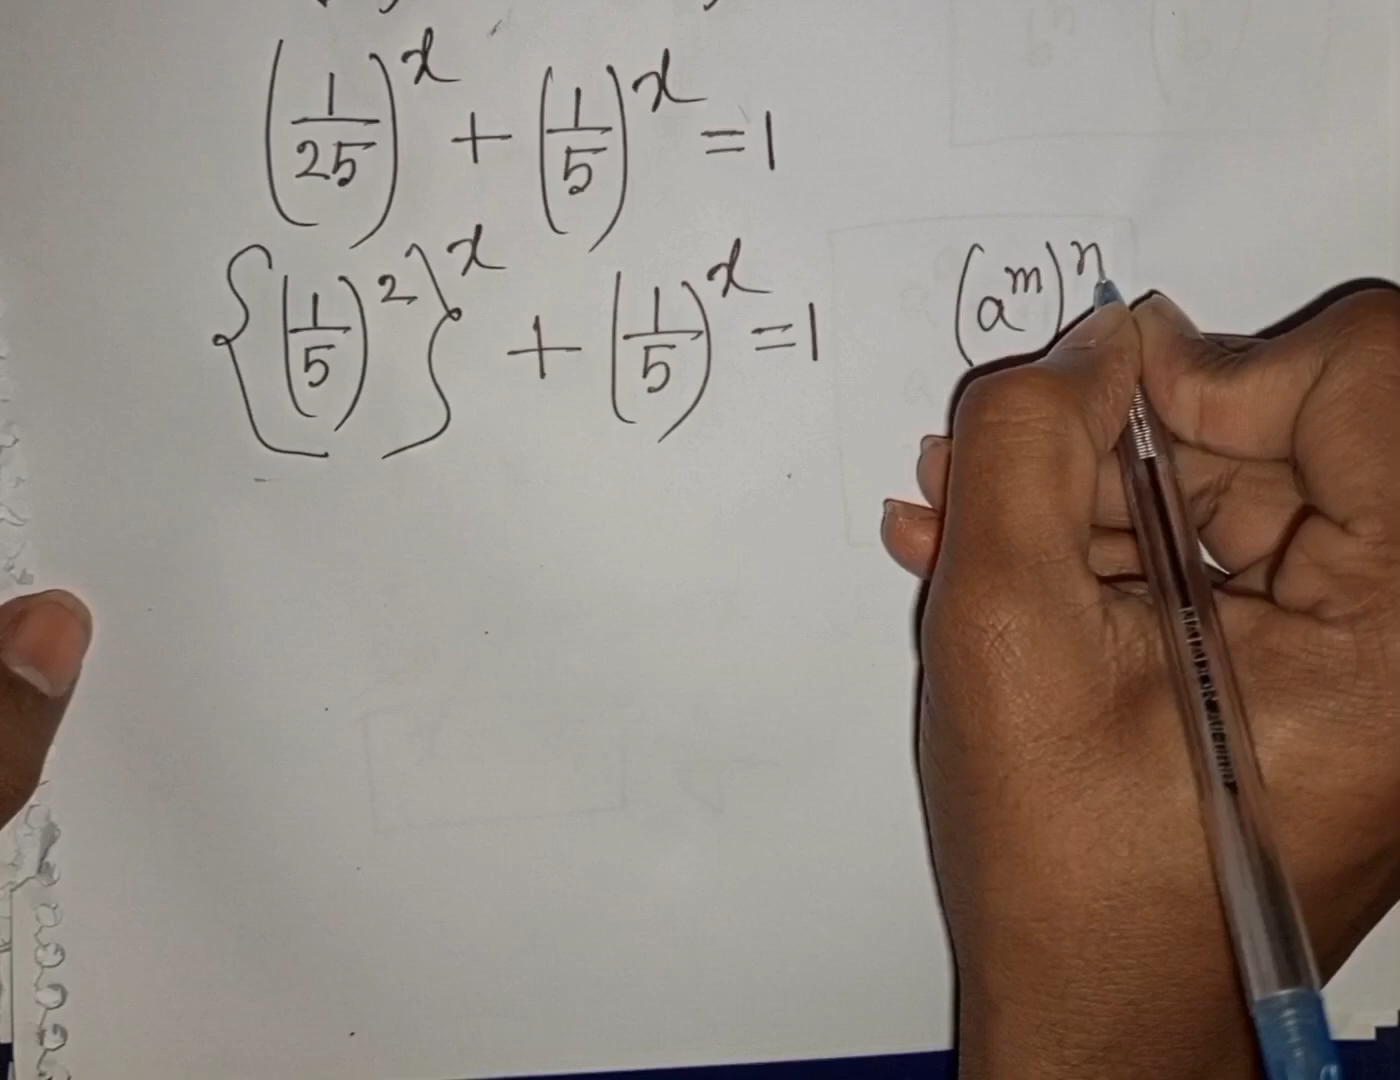 (1/25)^x + (1/5)^x = 1
{(1/5)^2}^x + (1/5)^x = 1
(a^m)^n